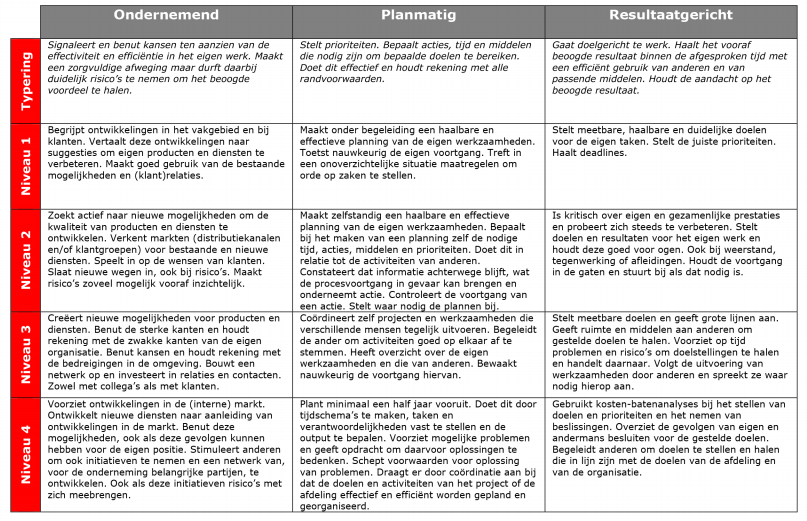 Ondernemend
Planmatig
Resultaatgericht
Typering
Signaleert en benut kansen ten aanzien van de
effectiviteit en efficiëntie in het eigen werk. Maakt
een zorgvuldige afweging maar durft daarbij
duidelijk risico's te nemen om het beoogde
voordeel te halen.
Stelt prioriteiten. Bepaalt acties, tijd en middelen
die nodig zijn om bepaalde doelen te bereiken.
Doet dit effectief en houdt rekening met alle
randvoorwaarden.
Gaat doelgericht te werk. Haalt het vooraf
beoogde resultaat binnen de afgesproken tijd met
een efficiënt gebruik van anderen en van
passende middelen. Houdt de aandacht op het
beoogde resultaat.
Niveau 1
Begrijpt ontwikkelingen in het vakgebied en bij
klanten. Vertaalt deze ontwikkelingen naar
suggesties om eigen producten en diensten te
verbeteren. Maakt goed gebruik van de bestaande
mogelijkheden en (klant)relaties.
Maakt onder begeleiding een haalbare en
effectieve planning van de eigen werkzaamheden.
Toetst nauwkeurig de eigen voortgang. Treft in
een onoverzichtelijke situatie maatregelen om
orde op zaken te stellen.
Stelt meetbare, haalbare en duidelijke doelen
voor de eigen taken. Stelt de juiste prioriteiten.
Haalt deadlines.
Niveau 2
Zoekt actief naar nieuwe mogelijkheden om de
kwaliteit van producten en diensten te
ontwikkelen. Verkent markten (distributiekanalen
en/of klantgroepen) voor bestaande en nieuwe
diensten. Speelt in op de wensen van klanten.
Slaat nieuwe wegen in, ook bij risico's. Maakt
risico's zoveel mogelijk vooraf inzichtelijk.
Maakt zelfstandig een haalbare en effectieve
planning van de eigen werkzaamheden. Bepaalt
bij het maken van een planning zelf de nodige
tijd, acties, middelen en prioriteiten. Doet dit in
relatie tot de activiteiten van anderen.
Constateert dat informatie achterwege blijft, wat
de procesvoortgang in gevaar kan brengen en
onderneemt actie. Controleert de voortgang van
een actie. Stelt waar nodig de plannen bij.
Is kritisch over eigen en gezamenlijke prestaties
en probeert zich steeds te verbeteren. Stelt
doelen en resultaten voor het eigen werk en
houdt deze goed voor ogen. Ook bij weerstand,
tegenwerking of afleidingen. Houdt de voortgang
in de gaten en stuurt bij als dat nodig is.
Niveau 3
Creëert nieuwe mogelijkheden voor producten en
diensten. Benut de sterke kanten en houdt
rekening met de zwakke kanten van de eigen
organisatie. Benut kansen en houdt rekening met
de bedreigingen in de omgeving. Bouwt een
netwerk op en investeert in relaties en contacten.
Zowel met collega's als met klanten.
Coördineert zelf projecten en werkzaamheden die
verschillende mensen tegelijk uitvoeren. Begeleidt
de ander om activiteiten goed op elkaar af te
stemmen. Heeft overzicht over de eigen
werkzaamheden en die van anderen. Bewaakt
nauwkeurig de voortgang hiervan.
Stelt meetbare doelen en geeft grote lijnen aan.
Geeft ruimte en middelen aan anderen om
gestelde doelen te halen. Voorziet op tijd
problemen en risico's om doelstellingen te halen
en handelt daarnaar. Volgt de uitvoering van
werkzaamheden door anderen en spreekt ze waar
nodig hierop aan.
Niveau 4
Voorziet ontwikkelingen in de (interne) markt.
Ontwikkelt nieuwe diensten naar aanleiding van
ontwikkelingen in de markt. Benut deze
mogelijkheden, ook als deze gevolgen kunnen
hebben voor de eigen positie. Stimuleert anderen
om ook initiatieven te nemen en een netwerk van,
voor de onderneming belangrijke partijen, te
ontwikkelen. Ook als deze initiatieven risico's met
zich meebrengen.
Plant minimaal een half jaar vooruit. Doet dit door
tijdschema's te maken, taken en
verantwoordelijkheden vast te stellen en de
output te bepalen. Voorziet mogelijke problemen
en geeft opdracht om daarvoor oplossingen te
bedenken. Schept voorwaarden voor oplossing
van problemen. Draagt er door coördinatie aan bij
dat de doelen en activiteiten van het project of de
afdeling effectief en efficiënt worden gepland en
georganiseerd.
Gebruikt kosten-batenanalyses bij het stellen van
doelen en prioriteiten en het nemen van
beslissingen. Overziet de gevolgen van eigen en
andermans besluiten voor de gestelde doelen.
Begeleidt anderen om doelen te stellen en halen
die in lijn zijn met de doelen van de afdeling en
van de organisatie.